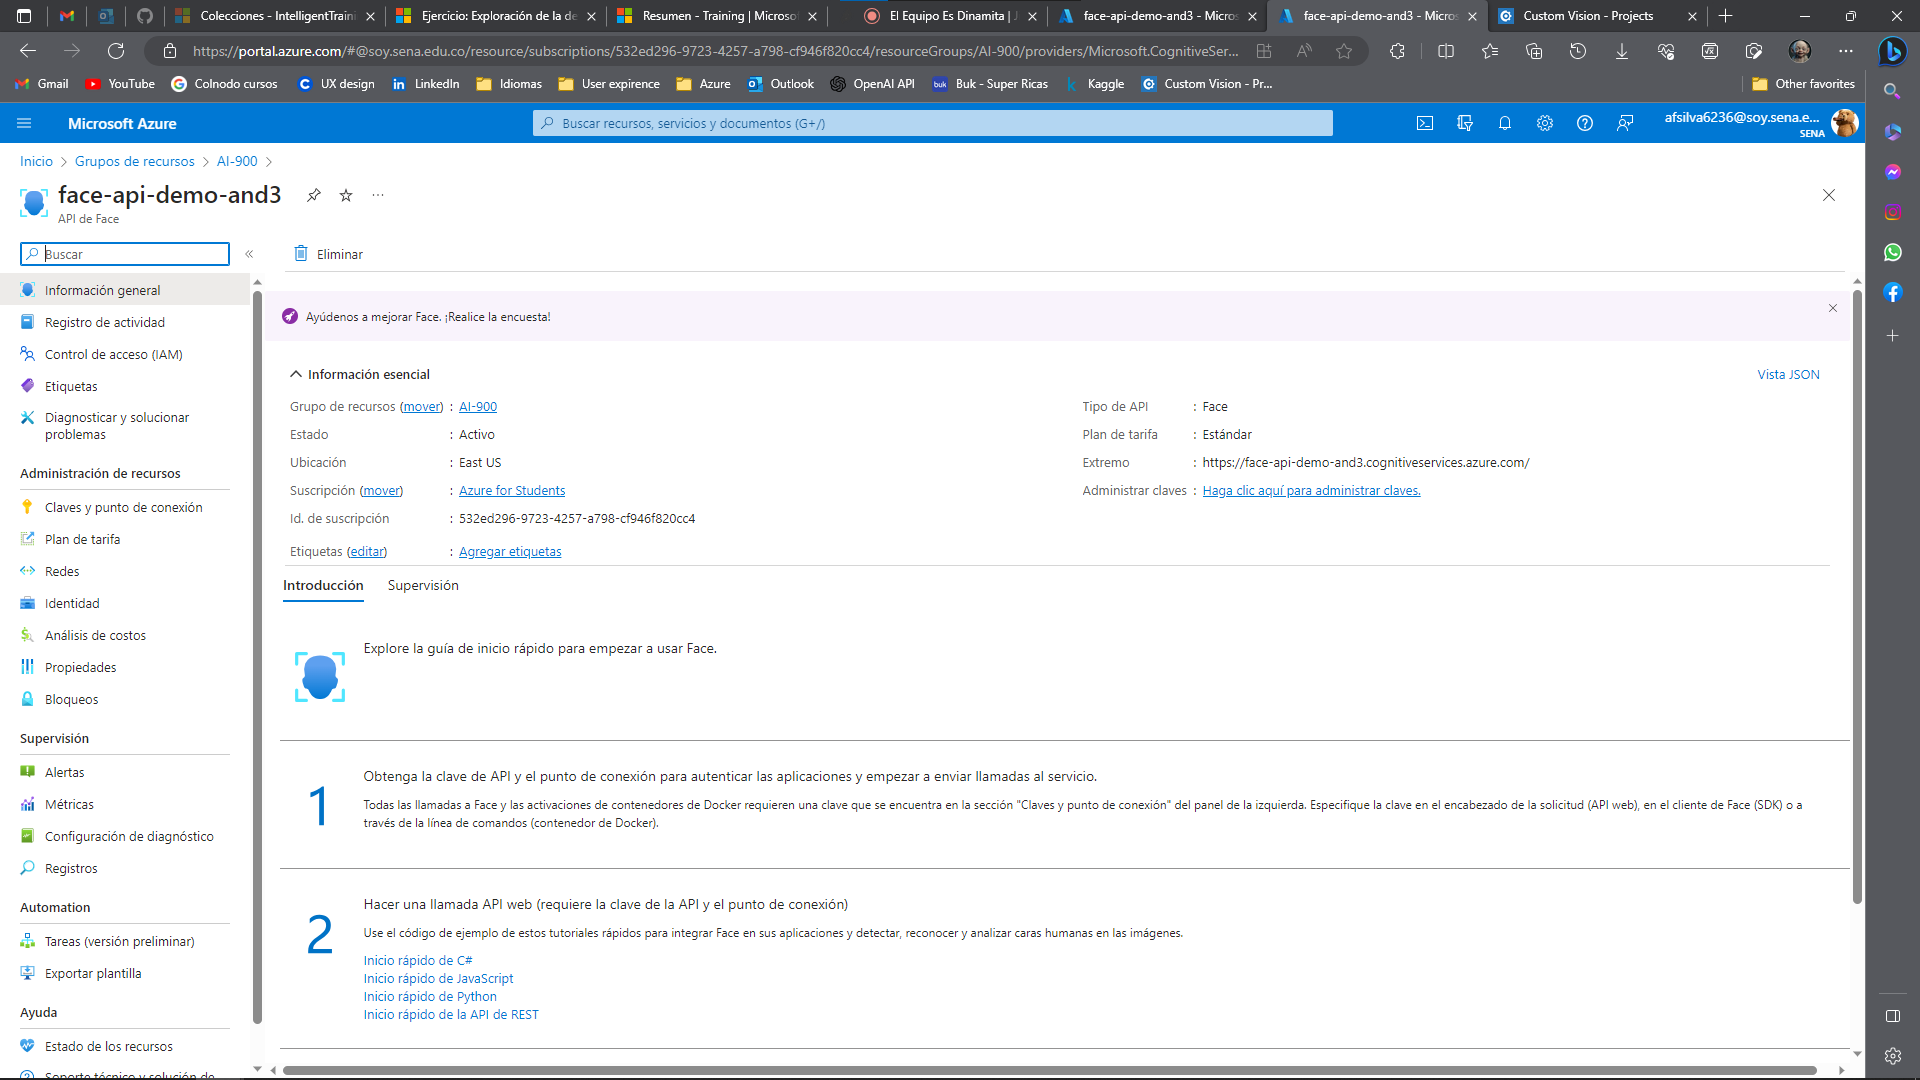 Colecciones - IntelligentTraini
Ejercicio: Exploración de la de
Resumen - Training | Microsof
El Equipo Es Dinamita | J
face-api-demo-and3 - Micros
face-api-demo-and3 - Micros
Custom Vision - Projects
https://portal.azure.com/#@soy.sena.edu.co/resource/subscriptions/532ed296-9723-4257-a798-cf946f820cc4/resourceGroups/AI-900/providers/Microsoft.CognitiveSer...
Gmail
YouTube
Colnodo cursos
UX design
LinkedIn
Idiomas
User expirence
Azure
Outlook
OpenAI API
Buk - Super Ricas
Kaggle
Custom Vision - Pr...
Other favorites
Microsoft Azure
Buscar recursos, servicios y documentos (G+/)
afsilva6236@soy.sena.e...
SENA
Inicio > Grupos de recursos > AI-900 >
face-api-demo-and3
API de Face
Buscar
Eliminar
Información general
Registro de actividad
Control de acceso (IAM)
Etiquetas
Diagnosticar y solucionar
problemas
Administración de recursos
Claves y punto de conexión
Plan de tarifa
Redes
Identidad
Análisis de costos
Propiedades
Bloqueos
Supervisión
Alertas
Métricas
Configuración de diagnóstico
Registros
Automation
Tareas (versión preliminar)
Exportar plantilla
Ayuda
Estado de los recursos
Soporte técnico y solución de
Ayúdenos a mejorar Face. ¡Realice la encuesta!
Información esencial
Vista JSON
Grupo de recursos (mover) : AI-900
Estado : Activo
Ubicación : East US
Suscripción (mover) : Azure for Students
Id. de suscripción : 532ed296-9723-4257-a798-cf946f820cc4
Etiquetas (editar) : Agregar etiquetas
Tipo de API : Face
Plan de tarifa : Estándar
Extremo : https://face-api-demo-and3.cognitiveservices.azure.com/
Administrar claves : Haga clic aquí para administrar claves.
Introducción
Supervisión
Explore la guía de inicio rápido para empezar a usar Face.
1
Obtenga la clave de API y el punto de conexión para autenticar las aplicaciones y empezar a enviar llamadas al servicio.
Todas las llamadas a Face y las activaciones de contenedores de Docker requieren una clave que se encuentra en la sección "Claves y punto de conexión" del panel de la izquierda. Especifique la clave en el encabezado de la solicitud (API web), en el cliente de Face (SDK) o a
través de la línea de comandos (contenedor de Docker).
2
Hacer una llamada API web (requiere la clave de la API y el punto de conexión)
Use el código de ejemplo de estos tutoriales rápidos para integrar Face en sus aplicaciones y detectar, reconocer y analizar caras humanas en las imágenes.
Inicio rápido de C#
Inicio rápido de JavaScript
Inicio rápido de Python
Inicio rápido de la API de REST